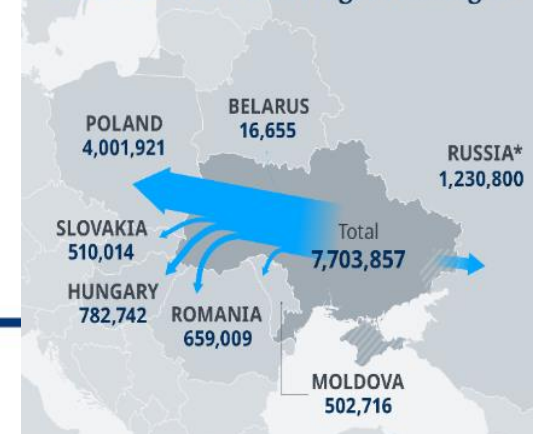 BELARUS
16,655
POLAND
4,001,921
RUSSIA*
1,230,800
SLOVAKIA
510,014
Total
7,703,857
HUNGARY
782,742
ROMANIA
659,009
MOLDOVA
502,716